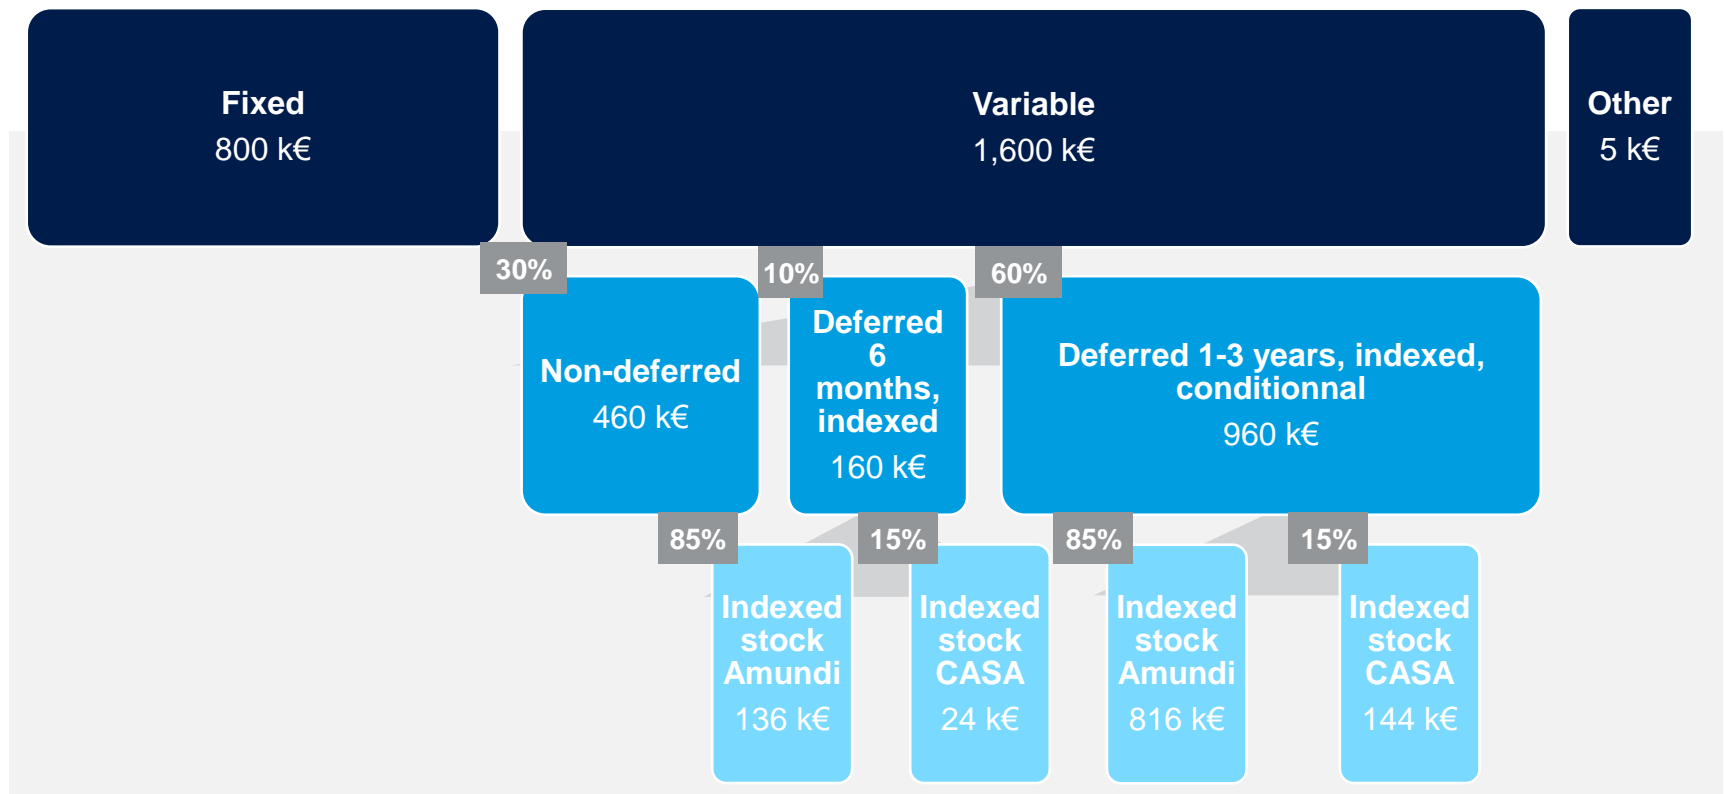 Fixed
800 k€
Variable
1,600 k€
Other
5 k€
30%
10%
60%
Non-deferred
460 k€
Deferred
6
months,
indexed
160 k€
Deferred 1-3 years, indexed,
conditionnal
960 k€
85%
15%
85%
15%
Indexed
stock
Amundi
136 k€
Indexed
stock
CASA
24 k€
Indexed
stock
Amundi
816 k€
Indexed
stock
CASA
144 k€